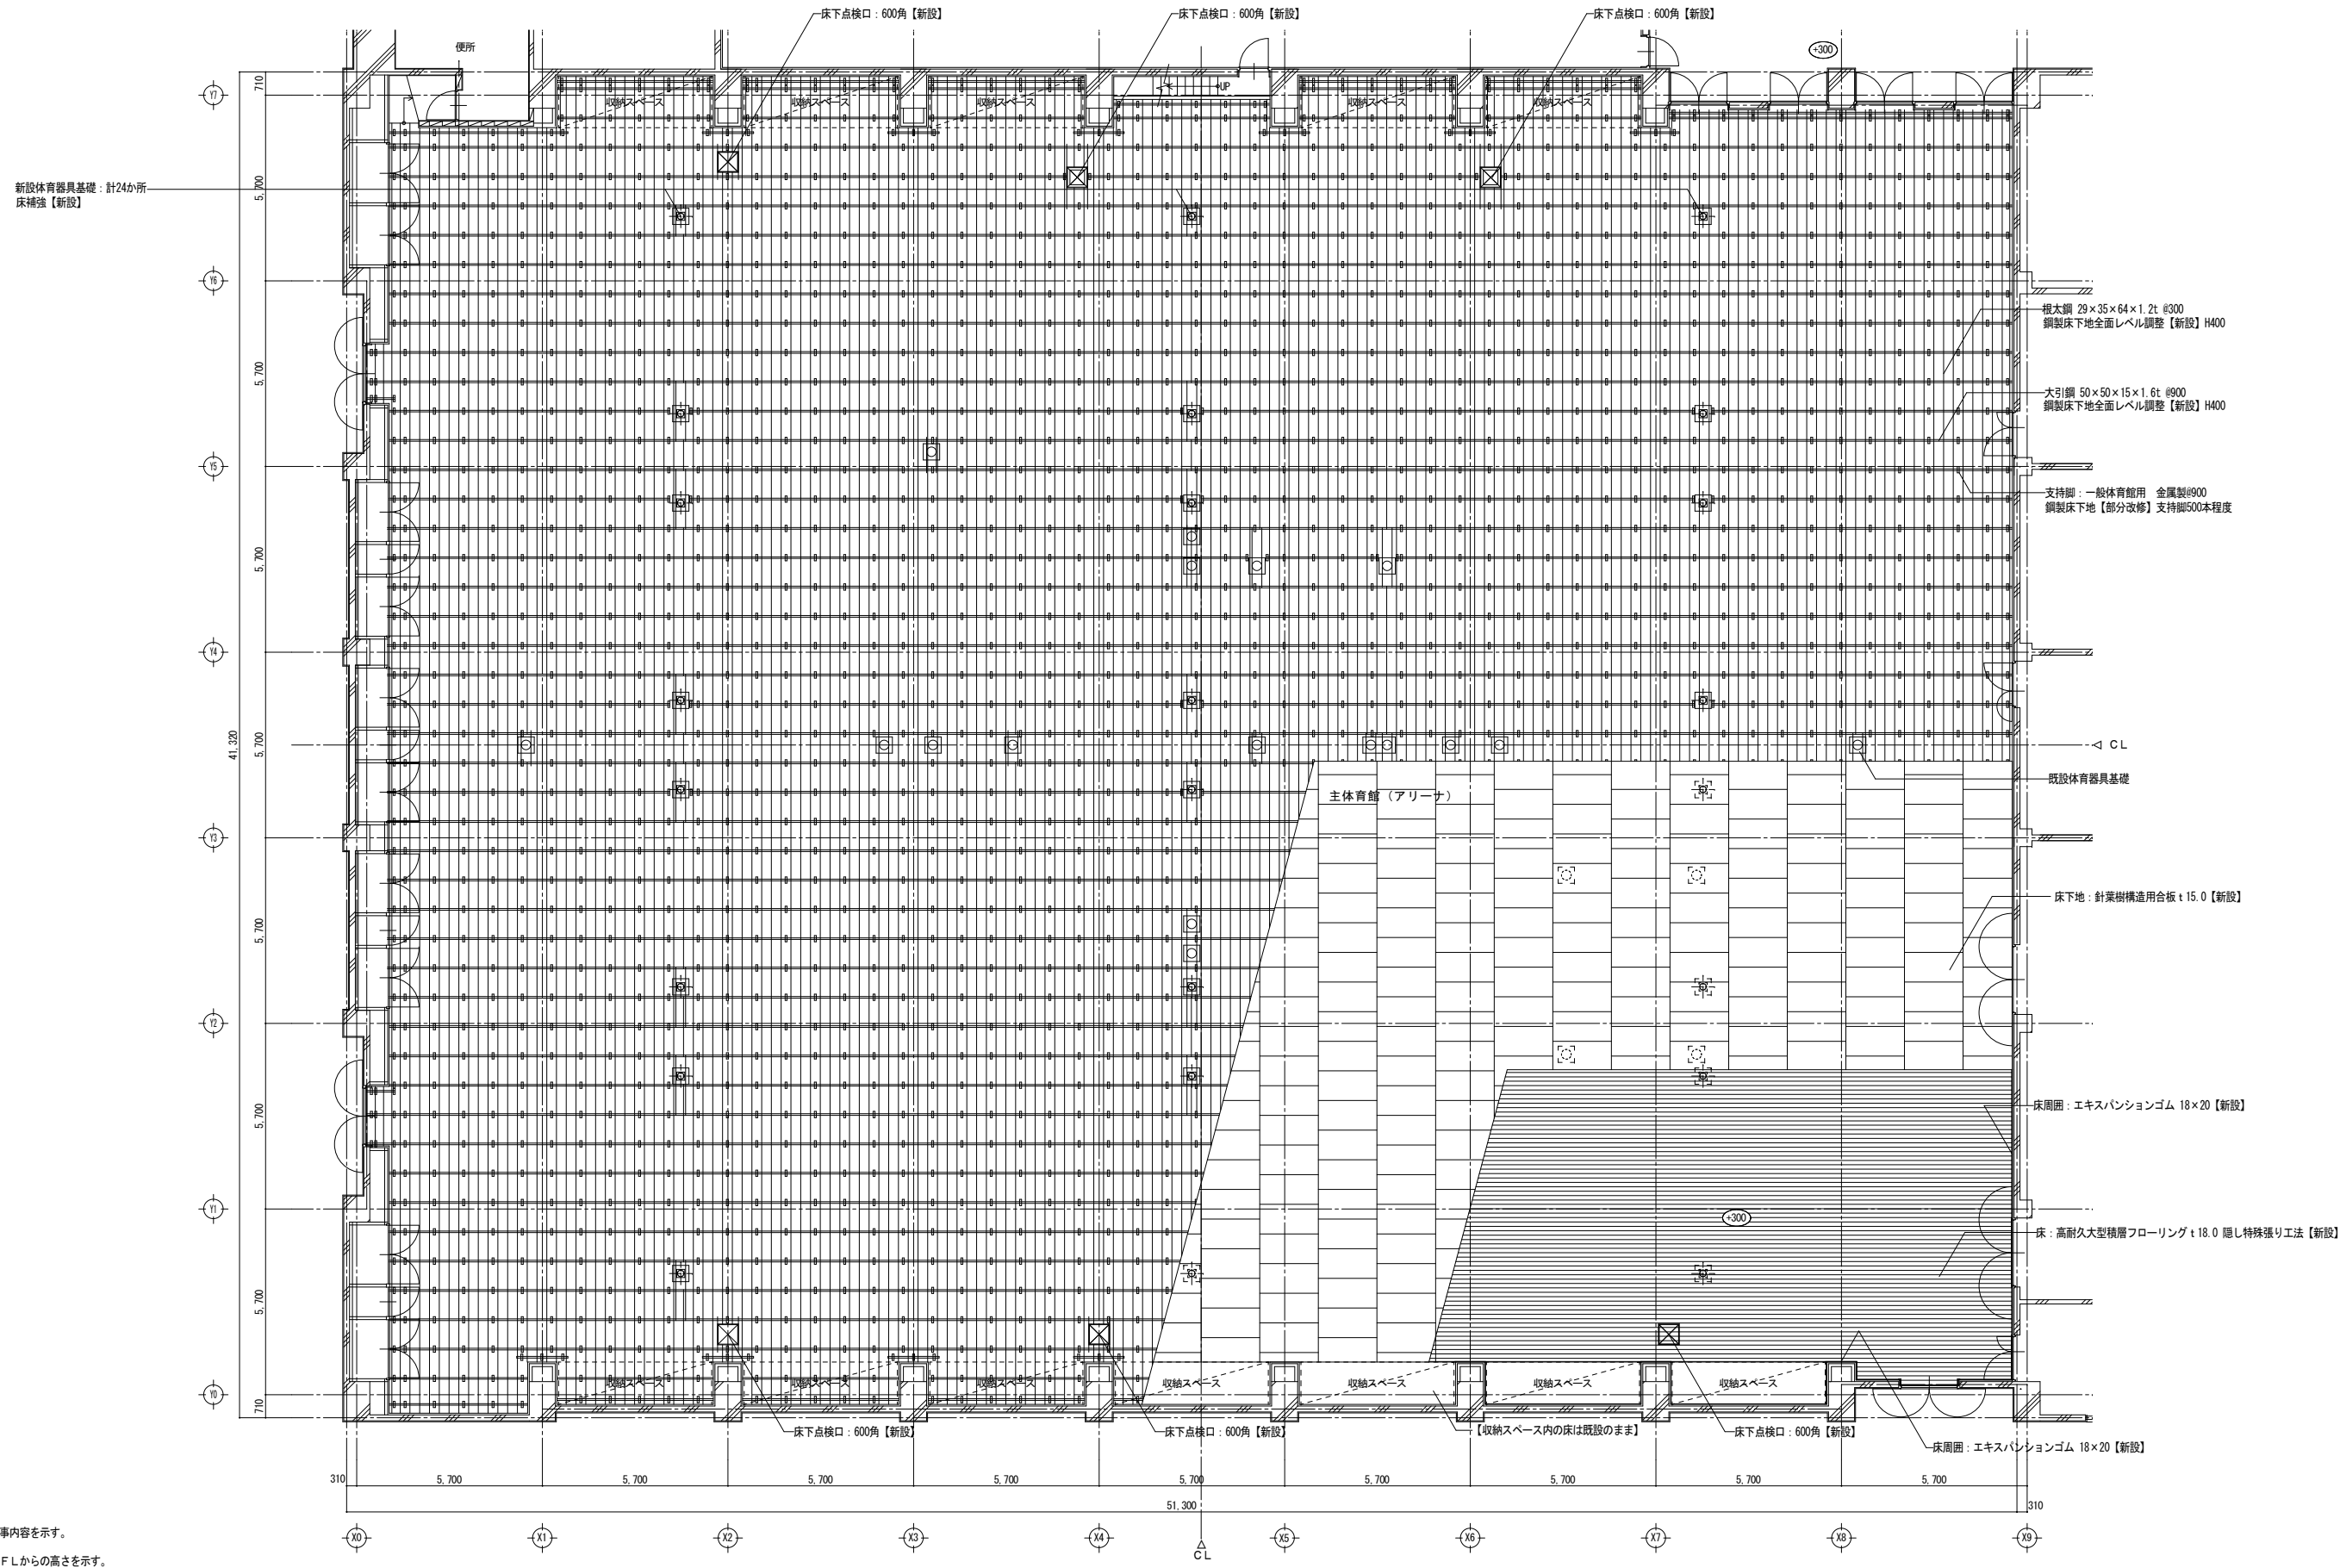 床下点検口：600角【新設】
床下点検口：600角【新設】
床下点検口：600角【新設】
便所
+300
Y7
710
収納スペース
収納スペース
収納スペース
UP
収納スペース
収納スペース
新設体育器具基礎：計24か所
床補強【新設】
5,700
Y6
根太鋼 29×35×64×1.2t @300
鋼製床下地全面レベル調整【新設】H400
5,700
大引鋼 50×50×15×1.6t @900
鋼製床下地全面レベル調整【新設】H400
Y5
支持脚：一般体育館用　金属製@900
鋼製床下地【部分改修】支持脚500本程度
5,700
Y4
41,320
5,700
CL
既設体育器具基礎
主体育館（アリーナ）
Y3
床下地：針葉樹構造用合板ｔ15.0【新設】
5,700
Y2
床周囲：エキスパンションゴム 18×20【新設】
5,700
Y1
+300
床：高耐久大型積層フローリングｔ18.0 隠し特殊張り工法【新設】
5,700
Y0
710
収納スペース
収納スペース
収納スペース
収納スペース
収納スペース
収納スペース
収納スペース
床下点検口：600角【新設】
床下点検口：600角【新設】
【収納スペース内の床は既設のまま】
床下点検口：600角【新設】
床周囲：エキスパンションゴム 18×20【新設】
310
5,700
5,700
5,700
5,700
5,700
5,700
5,700
5,700
5,700
51,300
310
X0
X1
X2
X3
X4
CL
X5
X6
X7
X8
X9
事内容を示す。
ＦＬからの高さを示す。